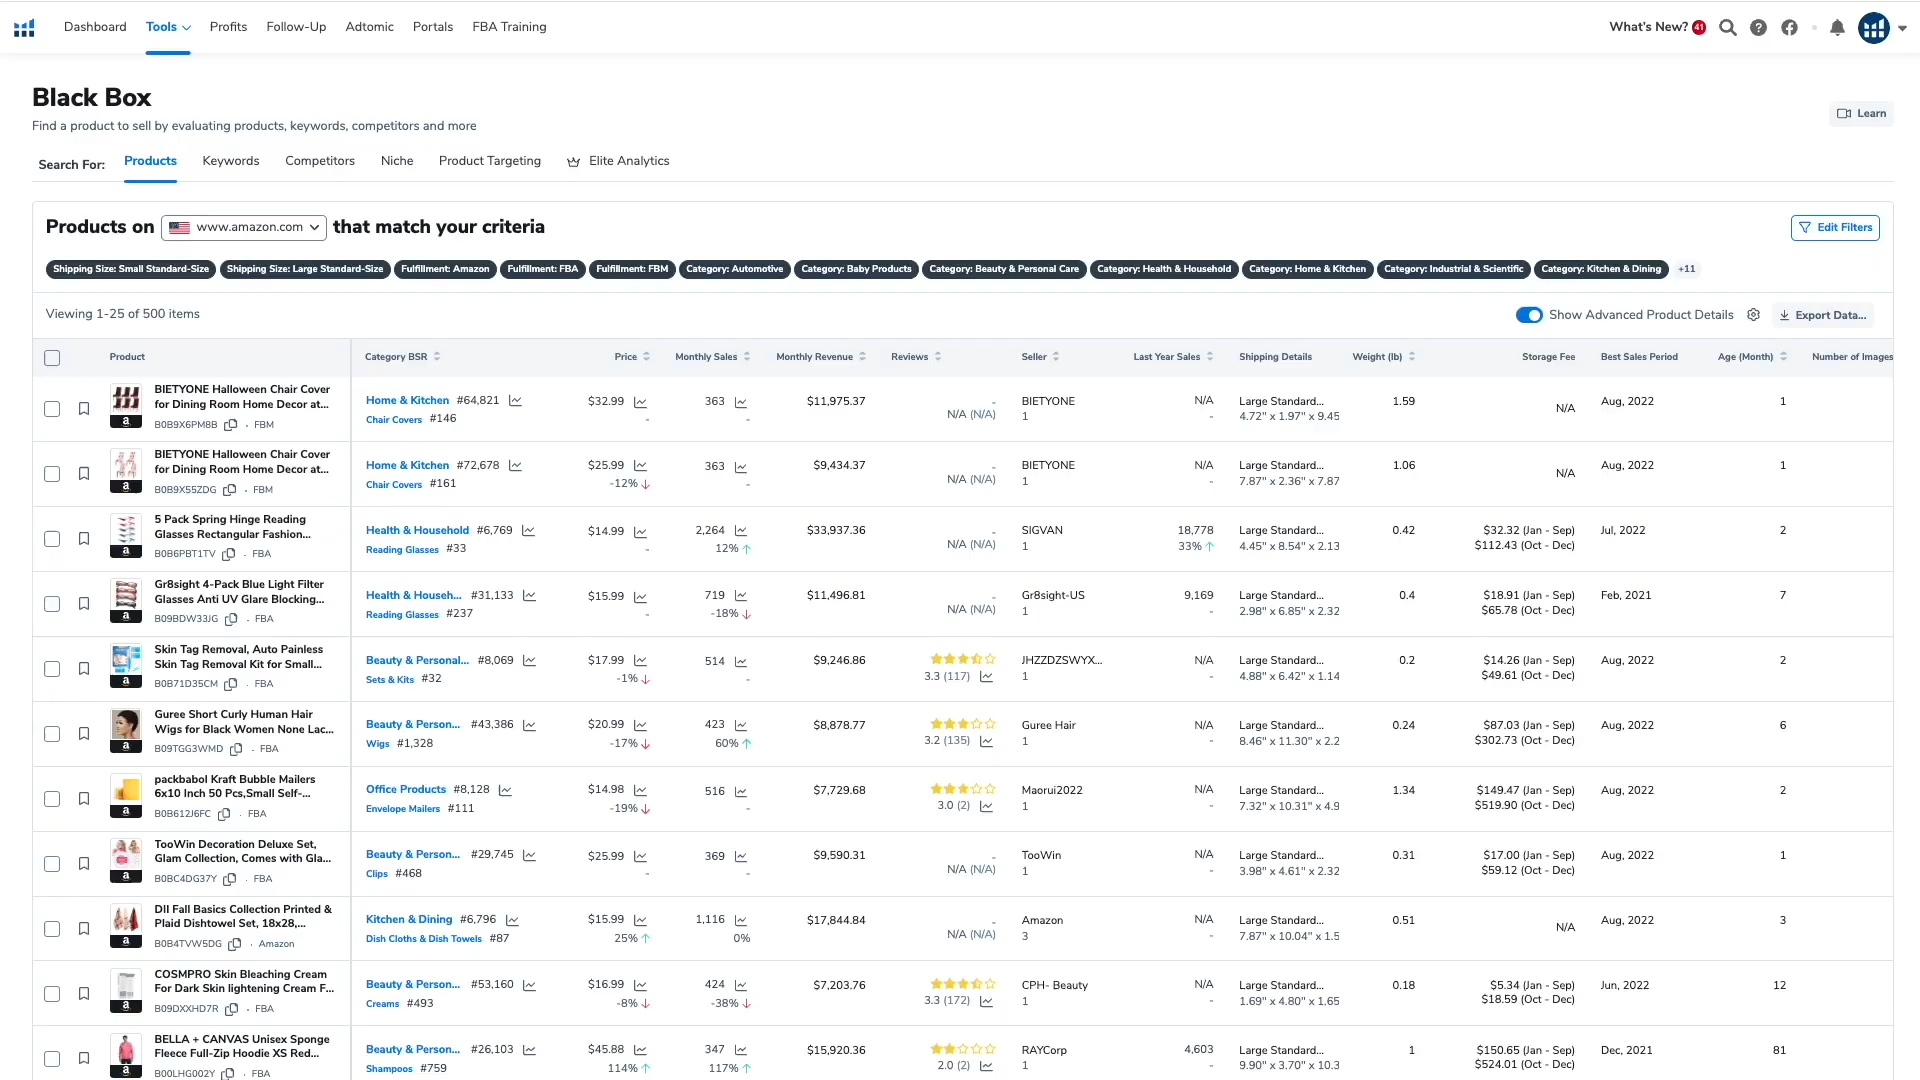 Dashboard Tools Profits Follow-Up Adtomic Portals FBA Training What's New? 41
Black Box
Find a product to sell by evaluating products, keywords, competitors and more
Learn
Search For: Products Keywords Competitors Niche Product Targeting Elite Analytics
Products on www.amazon.com that match your criteria Edit Filters
Shipping Size: Small Standard-Size Shipping Size: Large Standard-Size Fulfillment: Amazon Fulfillment: FBA Fulfillment: FBM Category: Automotive Category: Baby Products Category: Beauty & Personal Care Category: Health & Household Category: Home & Kitchen Category: Industrial & Scientific Category: Kitchen & Dining +11
Viewing 1-25 of 500 items Show Advanced Product Details Export Data...
Product Category BSR Price Monthly Sales Monthly Revenue Reviews Seller Last Year Sales Shipping Details Weight (lb) Storage Fee Best Sales Period Age (Month) Number of Images
BIETYONE Halloween Chair Cover
for Dining Room Home Decor at...
B0B9X6PM8B · FBM
Home & Kitchen #64,821 $32.99 363 $11,975.37 - BIETYONE N/A Large Standard... 1.59 N/A Aug, 2022 1
Chair Covers #146 - - N/A (N/A) 1 - 4.72" x 1.97" x 9.45
BIETYONE Halloween Chair Cover
for Dining Room Home Decor at...
B0B9X55ZDG · FBM
Home & Kitchen #72,678 $25.99 363 $9,434.37 - BIETYONE N/A Large Standard... 1.06 N/A Aug, 2022 1
Chair Covers #161 -12% - N/A (N/A) 1 - 7.87" x 2.36" x 7.87
5 Pack Spring Hinge Reading
Glasses Rectangular Fashion...
B0B6PBT1TV · FBA
Health & Household #6,769 $14.99 2,264 $33,937.36 - SIGVAN 18,778 Large Standard... 0.42 $32.32 (Jan - Sep) Jul, 2022 2
Reading Glasses #33 - 12% N/A (N/A) 1 33% 4.45" x 8.54" x 2.13 $112.43 (Oct - Dec)
Gr8sight 4-Pack Blue Light Filter
Glasses Anti UV Glare Blocking...
B09BDW33JG · FBA
Health & Househ... #31,133 $15.99 719 $11,496.81 - Gr8sight-US 9,169 Large Standard... 0.4 $18.91 (Jan - Sep) Feb, 2021 7
Reading Glasses #237 - -18% N/A (N/A) 1 - 2.98" x 6.85" x 2.32 $65.78 (Oct - Dec)
Skin Tag Removal, Auto Painless
Skin Tag Removal Kit for Small...
B0B71D35CM · FBA
Beauty & Personal... #8,069 $17.99 514 $9,246.86 JHZZDZSWYX... N/A Large Standard... 0.2 $14.26 (Jan - Sep) Aug, 2022 2
Sets & Kits #32 -1% - 3.3 (117) 1 - 4.88" x 6.42" x 1.14 $49.61 (Oct - Dec)
Guree Short Curly Human Hair
Wigs for Black Women None Lac...
B09TGG3WMD · FBA
Beauty & Person... #43,386 $20.99 423 $8,878.77 Guree Hair N/A Large Standard... 0.24 $87.03 (Jan - Sep) Aug, 2022 6
Wigs #1,328 -17% 60% 3.2 (135) 1 - 8.46" x 11.30" x 2.2 $302.73 (Oct - Dec)
packbabol Kraft Bubble Mailers
6x10 Inch 50 Pcs,Small Self-...
B0B612J6FC · FBA
Office Products #8,128 $14.98 516 $7,729.68 Maorui2022 N/A Large Standard... 1.34 $149.47 (Jan - Sep) Aug, 2022 2
Envelope Mailers #111 -19% - 3.0 (2) 1 - 7.32" x 10.31" x 4.9 $519.90 (Oct - Dec)
TooWin Decoration Deluxe Set,
Glam Collection, Comes with Gla...
B0BC4DG37Y · FBA
Beauty & Person... #29,745 $25.99 369 $9,590.31 - TooWin N/A Large Standard... 0.31 $17.00 (Jan - Sep) Aug, 2022 1
Clips #468 - - N/A (N/A) 1 - 3.98" x 4.61" x 2.32 $59.12 (Oct - Dec)
DII Fall Basics Collection Printed &
Plaid Dishtowel Set, 18x28,...
B0B4TVW5DG · Amazon
Kitchen & Dining #6,796 $15.99 1,116 $17,844.84 - Amazon N/A Large Standard... 0.51 N/A Aug, 2022 3
Dish Cloths & Dish Towels #87 25% 0% N/A (N/A) 3 - 7.87" x 10.04" x 1.5
COSMPRO Skin Bleaching Cream
For Dark Skin lightening Cream F...
B09DXXHD7R · FBA
Beauty & Person... #53,160 $16.99 424 $7,203.76 CPH- Beauty N/A Large Standard... 0.18 $5.34 (Jan - Sep) Jun, 2022 12
Creams #493 -8% -38% 3.3 (172) 1 - 1.69" x 4.80" x 1.65 $18.59 (Oct - Dec)
BELLA + CANVAS Unisex Sponge
Fleece Full-Zip Hoodie XS Red...
B00LHG002Y · FBA
Beauty & Person... #26,103 $45.88 347 $15,920.36 RAYCorp 4,603 Large Standard... 1 $150.65 (Jan - Sep) Dec, 2021 81
Shampoos #759 114% 117% 2.0 (2) 1 - 9.90" x 3.70" x 10.3 $524.01 (Oct - Dec)